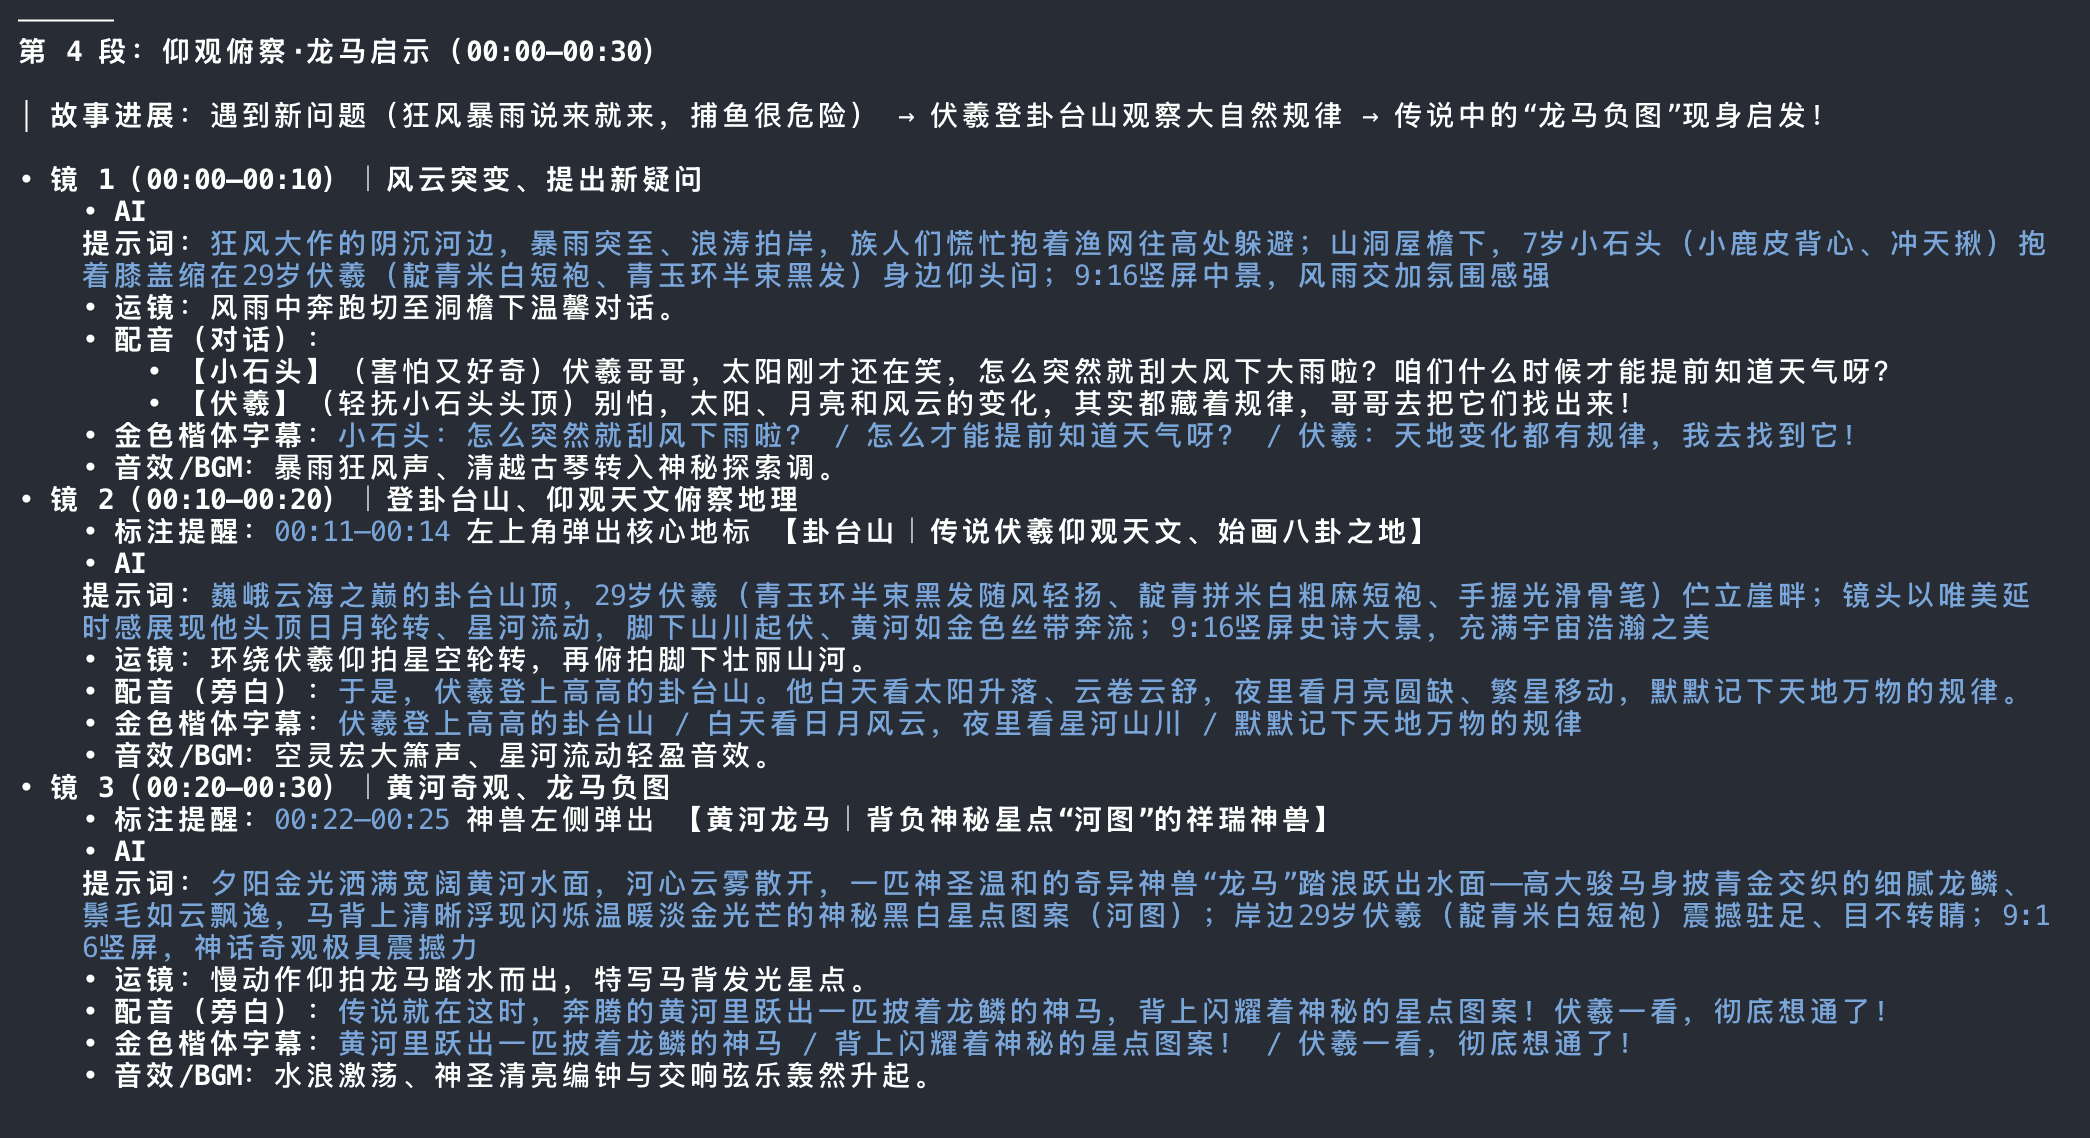 第 4 段：仰观俯察·龙马启示（00:00—00:30）
│ 故事进展：遇到新问题（狂风暴雨说来就来，捕鱼很危险） → 伏羲登卦台山观察大自然规律 → 传说中的“龙马负图”现身启发！
• 镜 1（00:00—00:10）｜风云突变、提出新疑问
• AI
提示词：狂风大作的阴沉河边，暴雨突至、浪涛拍岸，族人们慌忙抱着渔网往高处躲避；山洞屋檐下，7岁小石头（小鹿皮背心、冲天揪）抱
着膝盖缩在29岁伏羲（靛青米白短袍、青玉环半束黑发）身边仰头问；9:16竖屏中景，风雨交加氛围感强
• 运镜：风雨中奔跑切至洞檐下温馨对话。
• 配音（对话）：
• 【小石头】（害怕又好奇）伏羲哥哥，太阳刚才还在笑，怎么突然就刮大风下大雨啦？咱们什么时候才能提前知道天气呀？
• 【伏羲】（轻抚小石头头顶）别怕，太阳、月亮和风云的变化，其实都藏着规律，哥哥去把它们找出来！
• 金色楷体字幕：小石头：怎么突然就刮风下雨啦？ / 怎么才能提前知道天气呀？ / 伏羲：天地变化都有规律，我去找到它！
• 音效/BGM：暴雨狂风声、清越古琴转入神秘探索调。
• 镜 2（00:10—00:20）｜登卦台山、仰观天文俯察地理
• 标注提醒：00:11—00:14 左上角弹出核心地标 【卦台山｜传说伏羲仰观天文、始画八卦之地】
• AI
提示词：巍峨云海之巅的卦台山顶，29岁伏羲（青玉环半束黑发随风轻扬、靛青拼米白粗麻短袍、手握光滑骨笔）伫立崖畔；镜头以唯美延
时感展现他头顶日月轮转、星河流动，脚下山川起伏、黄河如金色丝带奔流；9:16竖屏史诗大景，充满宇宙浩瀚之美
• 运镜：环绕伏羲仰拍星空轮转，再俯拍脚下壮丽山河。
• 配音（旁白）：于是，伏羲登上高高的卦台山。他白天看太阳升落、云卷云舒，夜里看月亮圆缺、繁星移动，默默记下天地万物的规律。
• 金色楷体字幕：伏羲登上高高的卦台山 / 白天看日月风云，夜里看星河山川 / 默默记下天地万物的规律
• 音效/BGM：空灵宏大箫声、星河流动轻盈音效。
• 镜 3（00:20—00:30）｜黄河奇观、龙马负图
• 标注提醒：00:22—00:25 神兽左侧弹出 【黄河龙马｜背负神秘星点“河图”的祥瑞神兽】
• AI
提示词：夕阳金光洒满宽阔黄河水面，河心云雾散开，一匹神圣温和的奇异神兽“龙马”踏浪跃出水面——高大骏马身披青金交织的细腻龙鳞、
鬃毛如云飘逸，马背上清晰浮现闪烁温暖淡金光芒的神秘黑白星点图案（河图）；岸边29岁伏羲（靛青米白短袍）震撼驻足、目不转睛；9:1
6竖屏，神话奇观极具震撼力
• 运镜：慢动作仰拍龙马踏水而出，特写马背发光星点。
• 配音（旁白）：传说就在这时，奔腾的黄河里跃出一匹披着龙鳞的神马，背上闪耀着神秘的星点图案！伏羲一看，彻底想通了！
• 金色楷体字幕：黄河里跃出一匹披着龙鳞的神马 / 背上闪耀着神秘的星点图案！ / 伏羲一看，彻底想通了！
• 音效/BGM：水浪激荡、神圣清亮编钟与交响弦乐轰然升起。